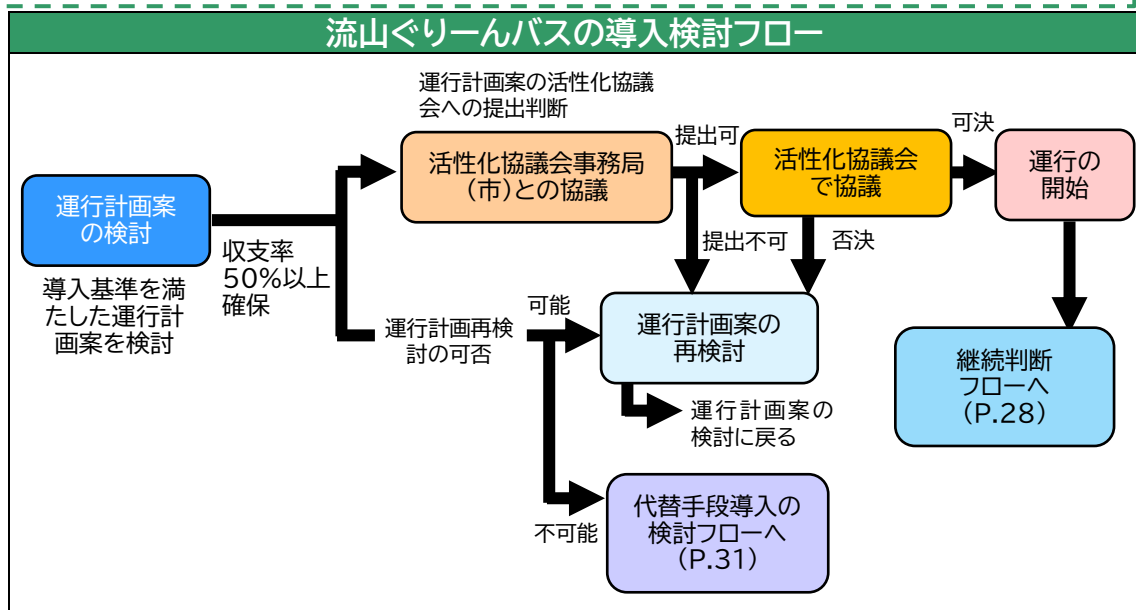 流山ぐりーんバスの導入検討フロー
運行計画案の活性化協議
会への提出判断
運行計画案
の検討
導入基準を満
たした運行計
画案を検討
収支率
50%以上
確保
活性化協議会事務局
(市)との協議
提出可
提出不可
活性化協議会
で協議
可決
否決
運行の
開始
継続判断
フローへ
(P.28)
運行計画再検
討の可否
可能
不可能
運行計画案の
再検討
運行計画案の
検討に戻る
代替手段導入の
検討フローへ
(P.31)